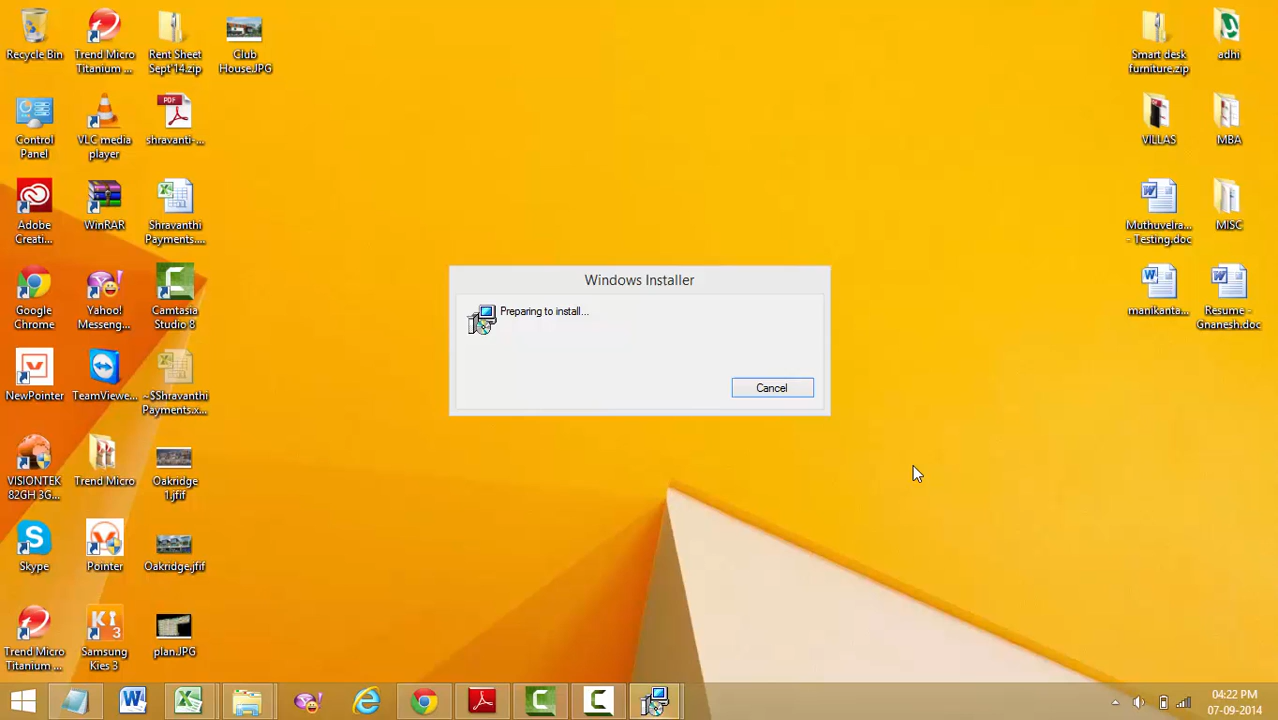 Recycle Bin
Trend Micro
Titanium ...
Rent Sheet
Sept'14.zip
Club
House.JPG
Smart desk
furniture.zip
adhi
Control
Panel
VLC media
player
PDF
shravanti-...
VILLAS
MBA
Adobe
Creati...
WinRAR
Shravanthi
Payments....
Muthuvelra...
- Testing.doc
MISC
Windows Installer
Preparing to install...
Cancel
Google
Chrome
Yahoo!
Messeng...
Camtasia
Studio 8
manikanta...
Resume -
Gnanesh.doc
NewPointer
TeamViewe...
~$Shravanthi
Payments.x...
VISIONTEK
82GH 3G...
Trend Micro
Oakridge
1.jfif
Skype
Pointer
Oakridge.jfif
Trend Micro
Titanium ...
Ki
3
Samsung
Kies 3
plan.JPG
04:22 PM
07-09-2014